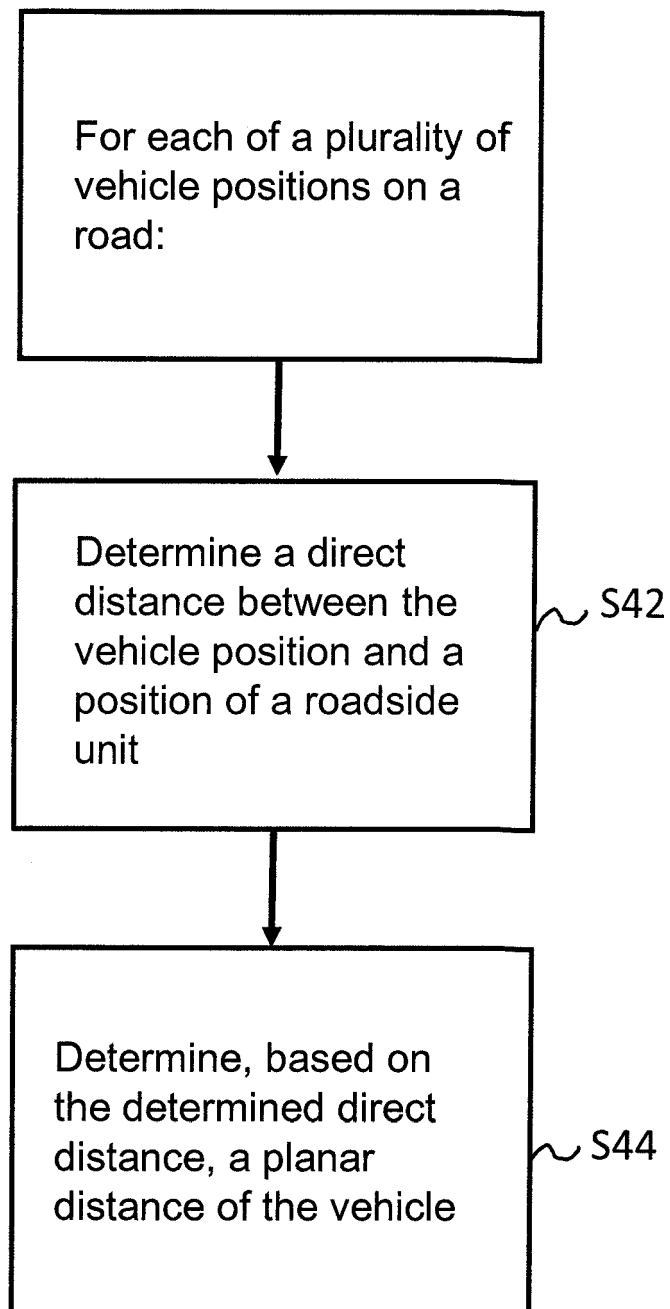 For each of a plurality of
vehicle positions on a
road:
Determine a direct
distance between the
vehicle position and a
position of a roadside
unit
S42
Determine, based on
the determined direct
distance, a planar
distance of the vehicle
S44